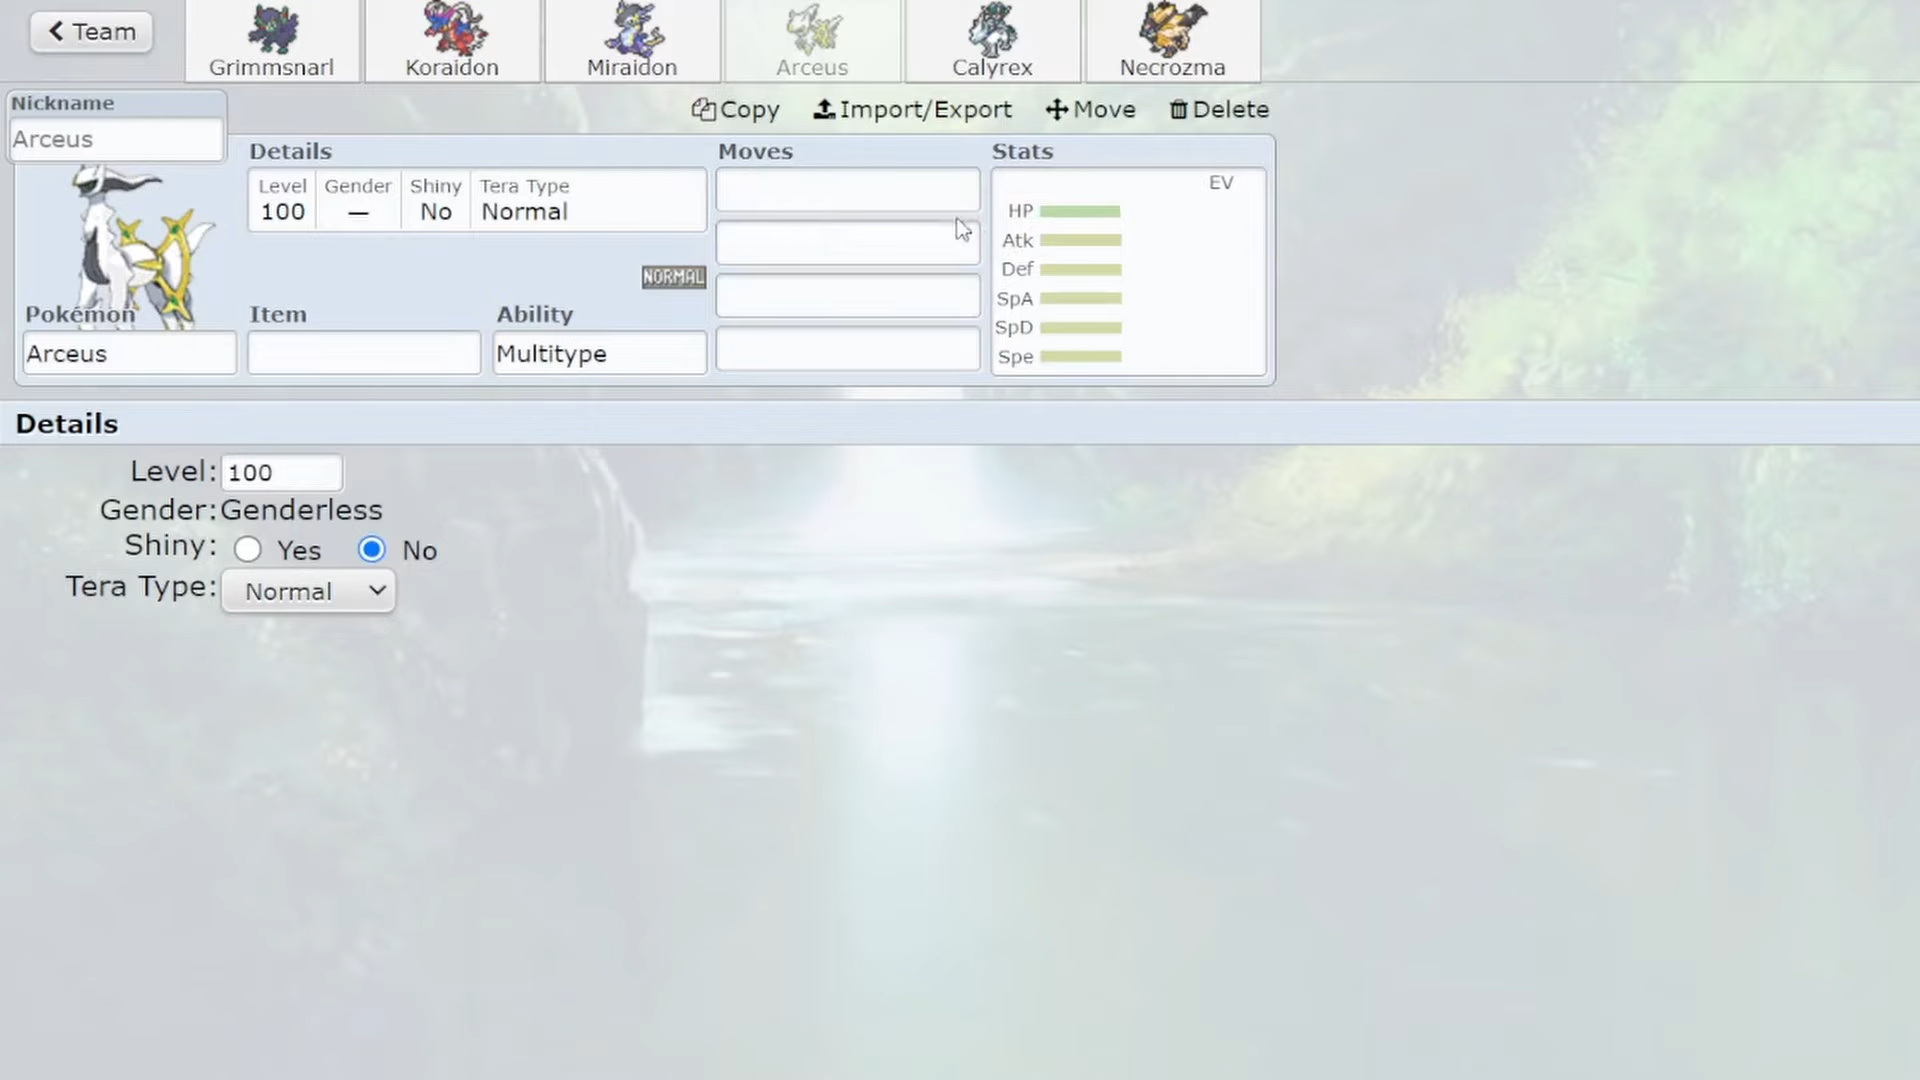 Team
Grimmsnarl
Koraidon
Miraidon
Arceus
Calyrex
Necrozma
Nickname
Arceus
Copy
Import/Export
Move
Delete
Details
Moves
Stats
Level
Gender
Shiny
Tera Type
100
—
No
Normal
EV
HP
Atk
Def
SpA
SpD
Spe
NORMAL
Pokémon
Item
Ability
Arceus
Multitype
Details
Level: 100
Gender: Genderless
Shiny: Yes No
Tera Type: Normal